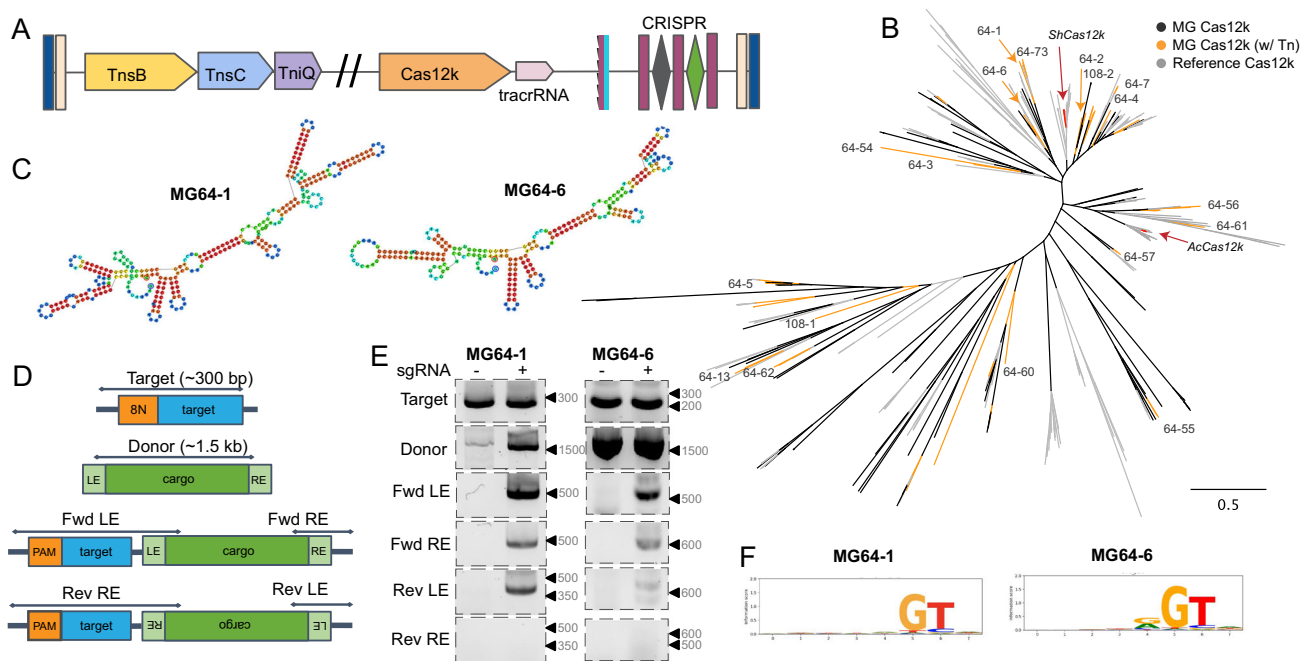 A
TnsB
TnsC
TniQ
Cas12k
tracrRNA
CRISPR
B
MG Cas12k
MG Cas12k (w/ Tn)
Reference Cas12k
64-1
64-73
64-6
ShCas12k
64-2
108-2
64-7
64-4
64-54
64-3
64-56
64-61
AcCas12k
64-57
64-5
108-1
64-13
64-62
64-60
64-55
0.5
C
MG64-1
MG64-6
D
Target (~300 bp)
8N
target
Donor (~1.5 kb)
LE
cargo
RE
Fwd LE
Fwd RE
PAM
target
LE
cargo
RE
Rev RE
Rev LE
PAM
target
RE
cargo
LE
E
MG64-1
MG64-6
sgRNA
- + - +
Target
300
300
200
Donor
1500
1500
Fwd LE
500
500
Fwd RE
500
600
Rev LE
500
350
600
Rev RE
500
350
600
500
F
MG64-1
MG64-6
GT
GT